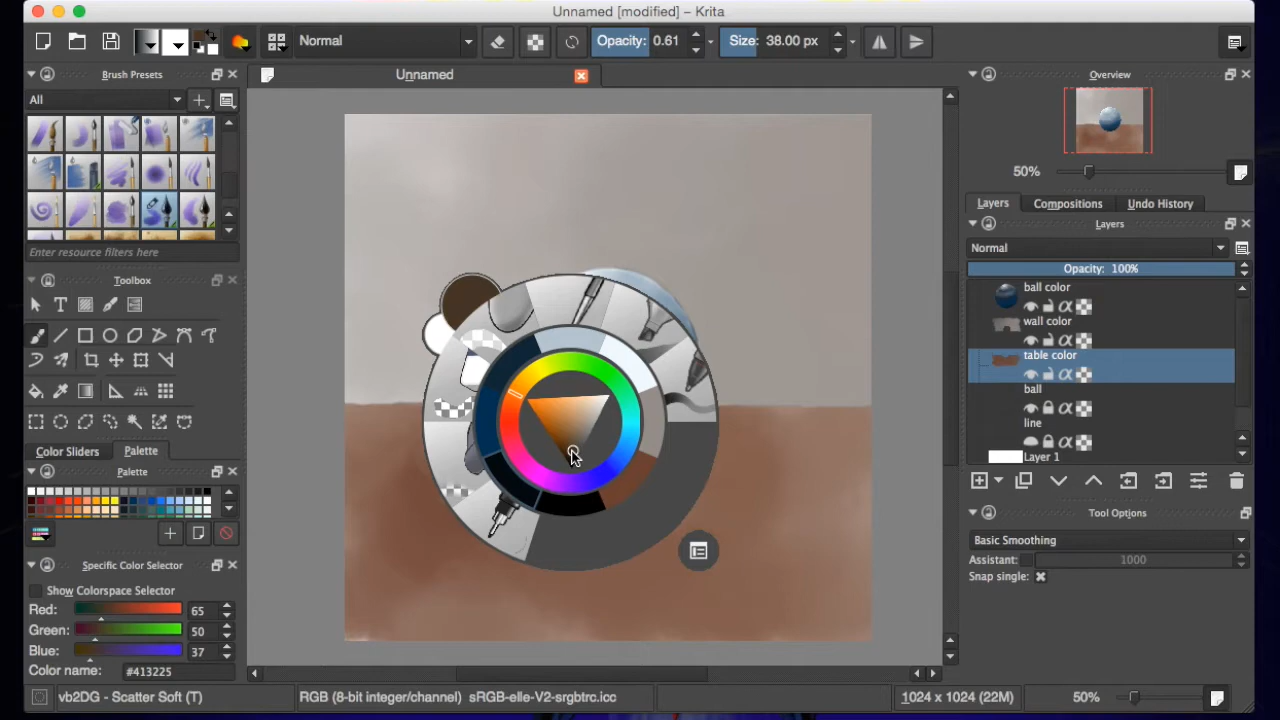 Unnamed [modified] – Krita
Normal
Opacity: 0.61
Size: 38.00 px
Brush Presets
Unnamed
Overview
All
50%
Layers
Compositions
Undo History
Layers
Normal
Enter resource filters here
Opacity: 100%
Toolbox
ball color
wall color
table color
ball
line
Color Sliders
Palette
Layer 1
Palette
Tool Options
Basic Smoothing
Assistant:
1000
Specific Color Selector
Snap single:
Show Colorspace Selector
Red:
65
Green:
50
Blue:
37
Color name:
#413225
vb2DG - Scatter Soft (T)
RGB (8-bit integer/channel) sRGB-elle-V2-srgbtrc.icc
1024 x 1024 (22M)
50%